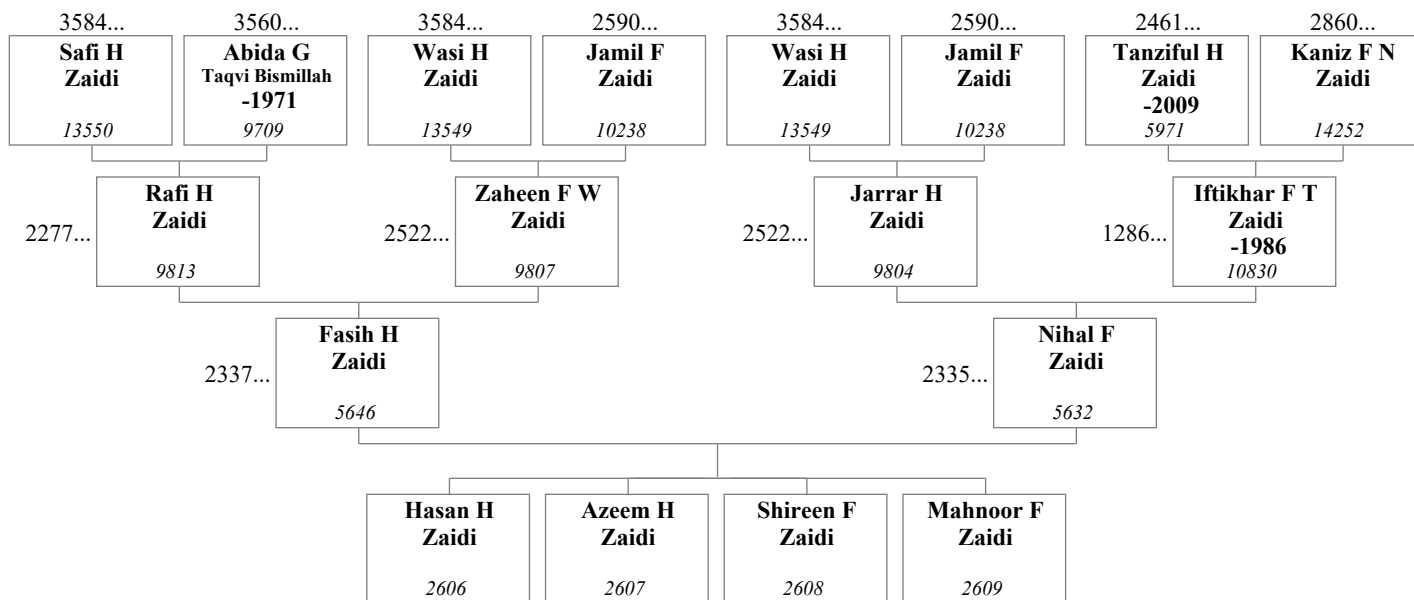 3584... 3560... 3584... 2590... 3584... 2590... 2461... 2860...
Safi H
Zaidi
13550
Abida G
Taqvi Bismillah
-1971
9709
Wasi H
Zaidi
13549
Jamil F
Zaidi
10238
Wasi H
Zaidi
13549
Jamil F
Zaidi
10238
Tanziful H
Zaidi
-2009
5971
Kaniz F N
Zaidi
14252
2277...
Rafi H
Zaidi
9813
2522...
Zaheen F W
Zaidi
9807
2522...
Jarrar H
Zaidi
9804
1286...
Iftikhar F T
Zaidi
-1986
10830
2337...
Fasih H
Zaidi
5646
2335...
Nihal F
Zaidi
5632
Hasan H
Zaidi
2606
Azeem H
Zaidi
2607
Shireen F
Zaidi
2608
Mahnoor F
Zaidi
2609